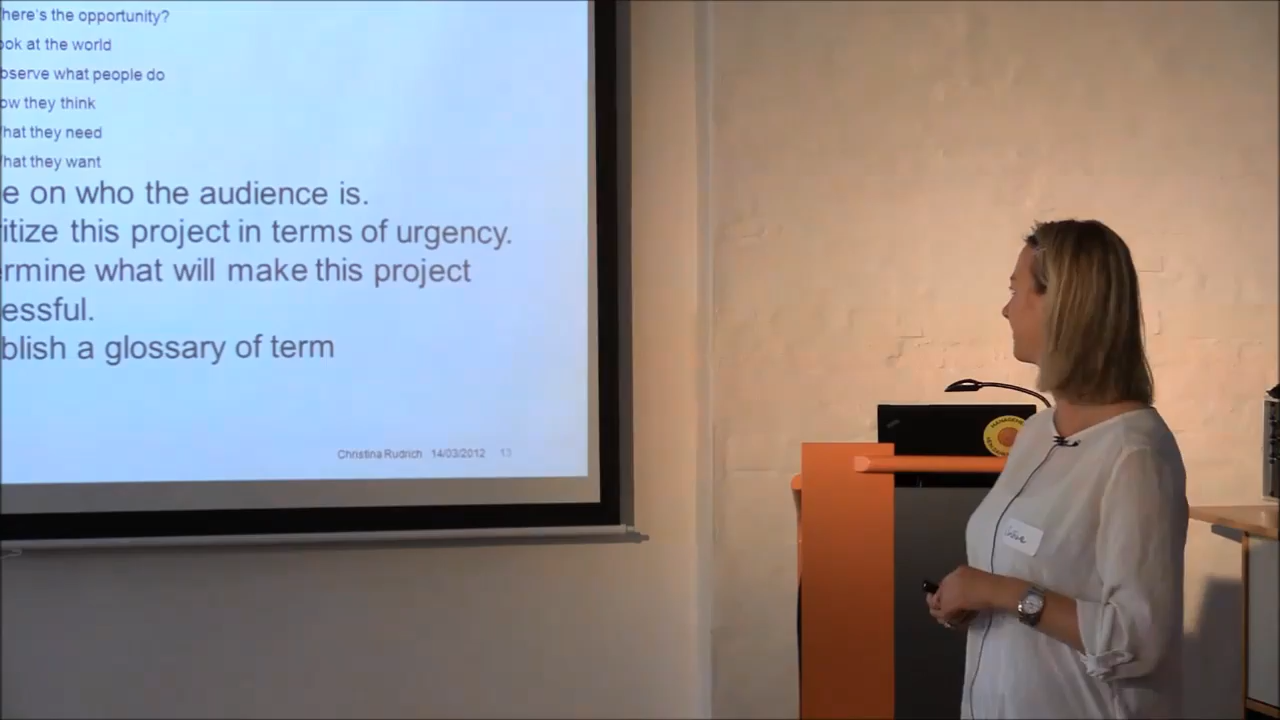 here's the opportunity?
ok at the world
bserve what people do
ow they think
hat they need
hat they want
e on who the audience is.
itize this project in terms of urgency.
rmine what will make this project
essful.
blish a glossary of term
Christina Rudrich 14/03/2012 13